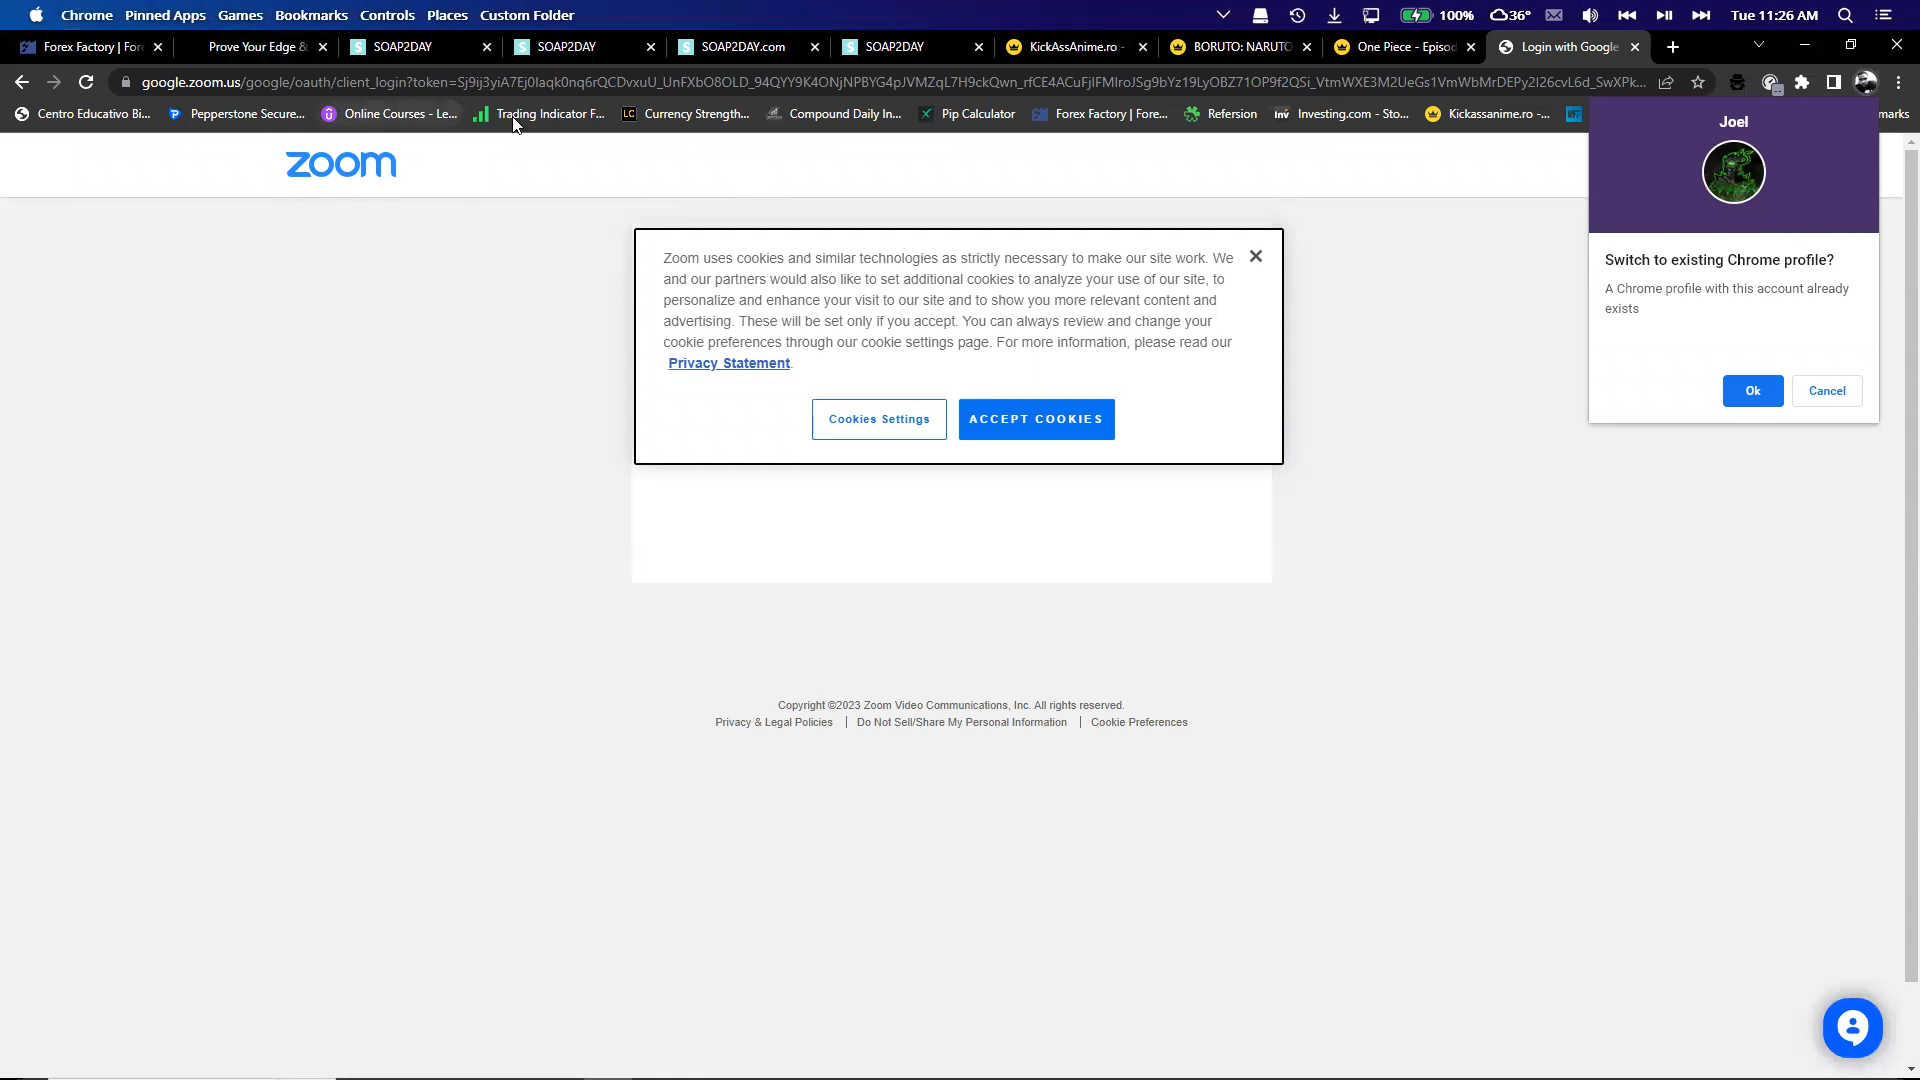 Chrome Pinned Apps Games Bookmarks Controls Places Custom Folder 100% 36° Tue 11:26 AM
Forex Factory | For Prove Your Edge & SOAP2DAY SOAP2DAY SOAP2DAY.com SOAP2DAY KickAssAnime.ro - BORUTO: NARUTO One Piece - Episod Login with Google
google.zoom.us/google/oauth/client_login?token=
Centro Educativo Bi... Pepperstone Secure... Online Courses - Le... Trading Indicator F... Currency Strength... Compound Daily In... Pip Calculator Forex Factory | Fore... Refersion Investing.com - Sto... Kickassanime.ro -... marks
zoom
Joel
Switch to existing Chrome profile?
A Chrome profile with this account already
exists
Ok Cancel
Zoom uses cookies and similar technologies as strictly necessary to make our site work. We
and our partners would also like to set additional cookies to analyze your use of our site, to
personalize and enhance your visit to our site and to show you more relevant content and
advertising. These will be set only if you accept. You can always review and change your
cookie preferences through our cookie settings page. For more information, please read our
Privacy Statement.
Cookies Settings ACCEPT COOKIES
Copyright ©2023 Zoom Video Communications, Inc. All rights reserved.
Privacy & Legal Policies | Do Not Sell/Share My Personal Information | Cookie Preferences